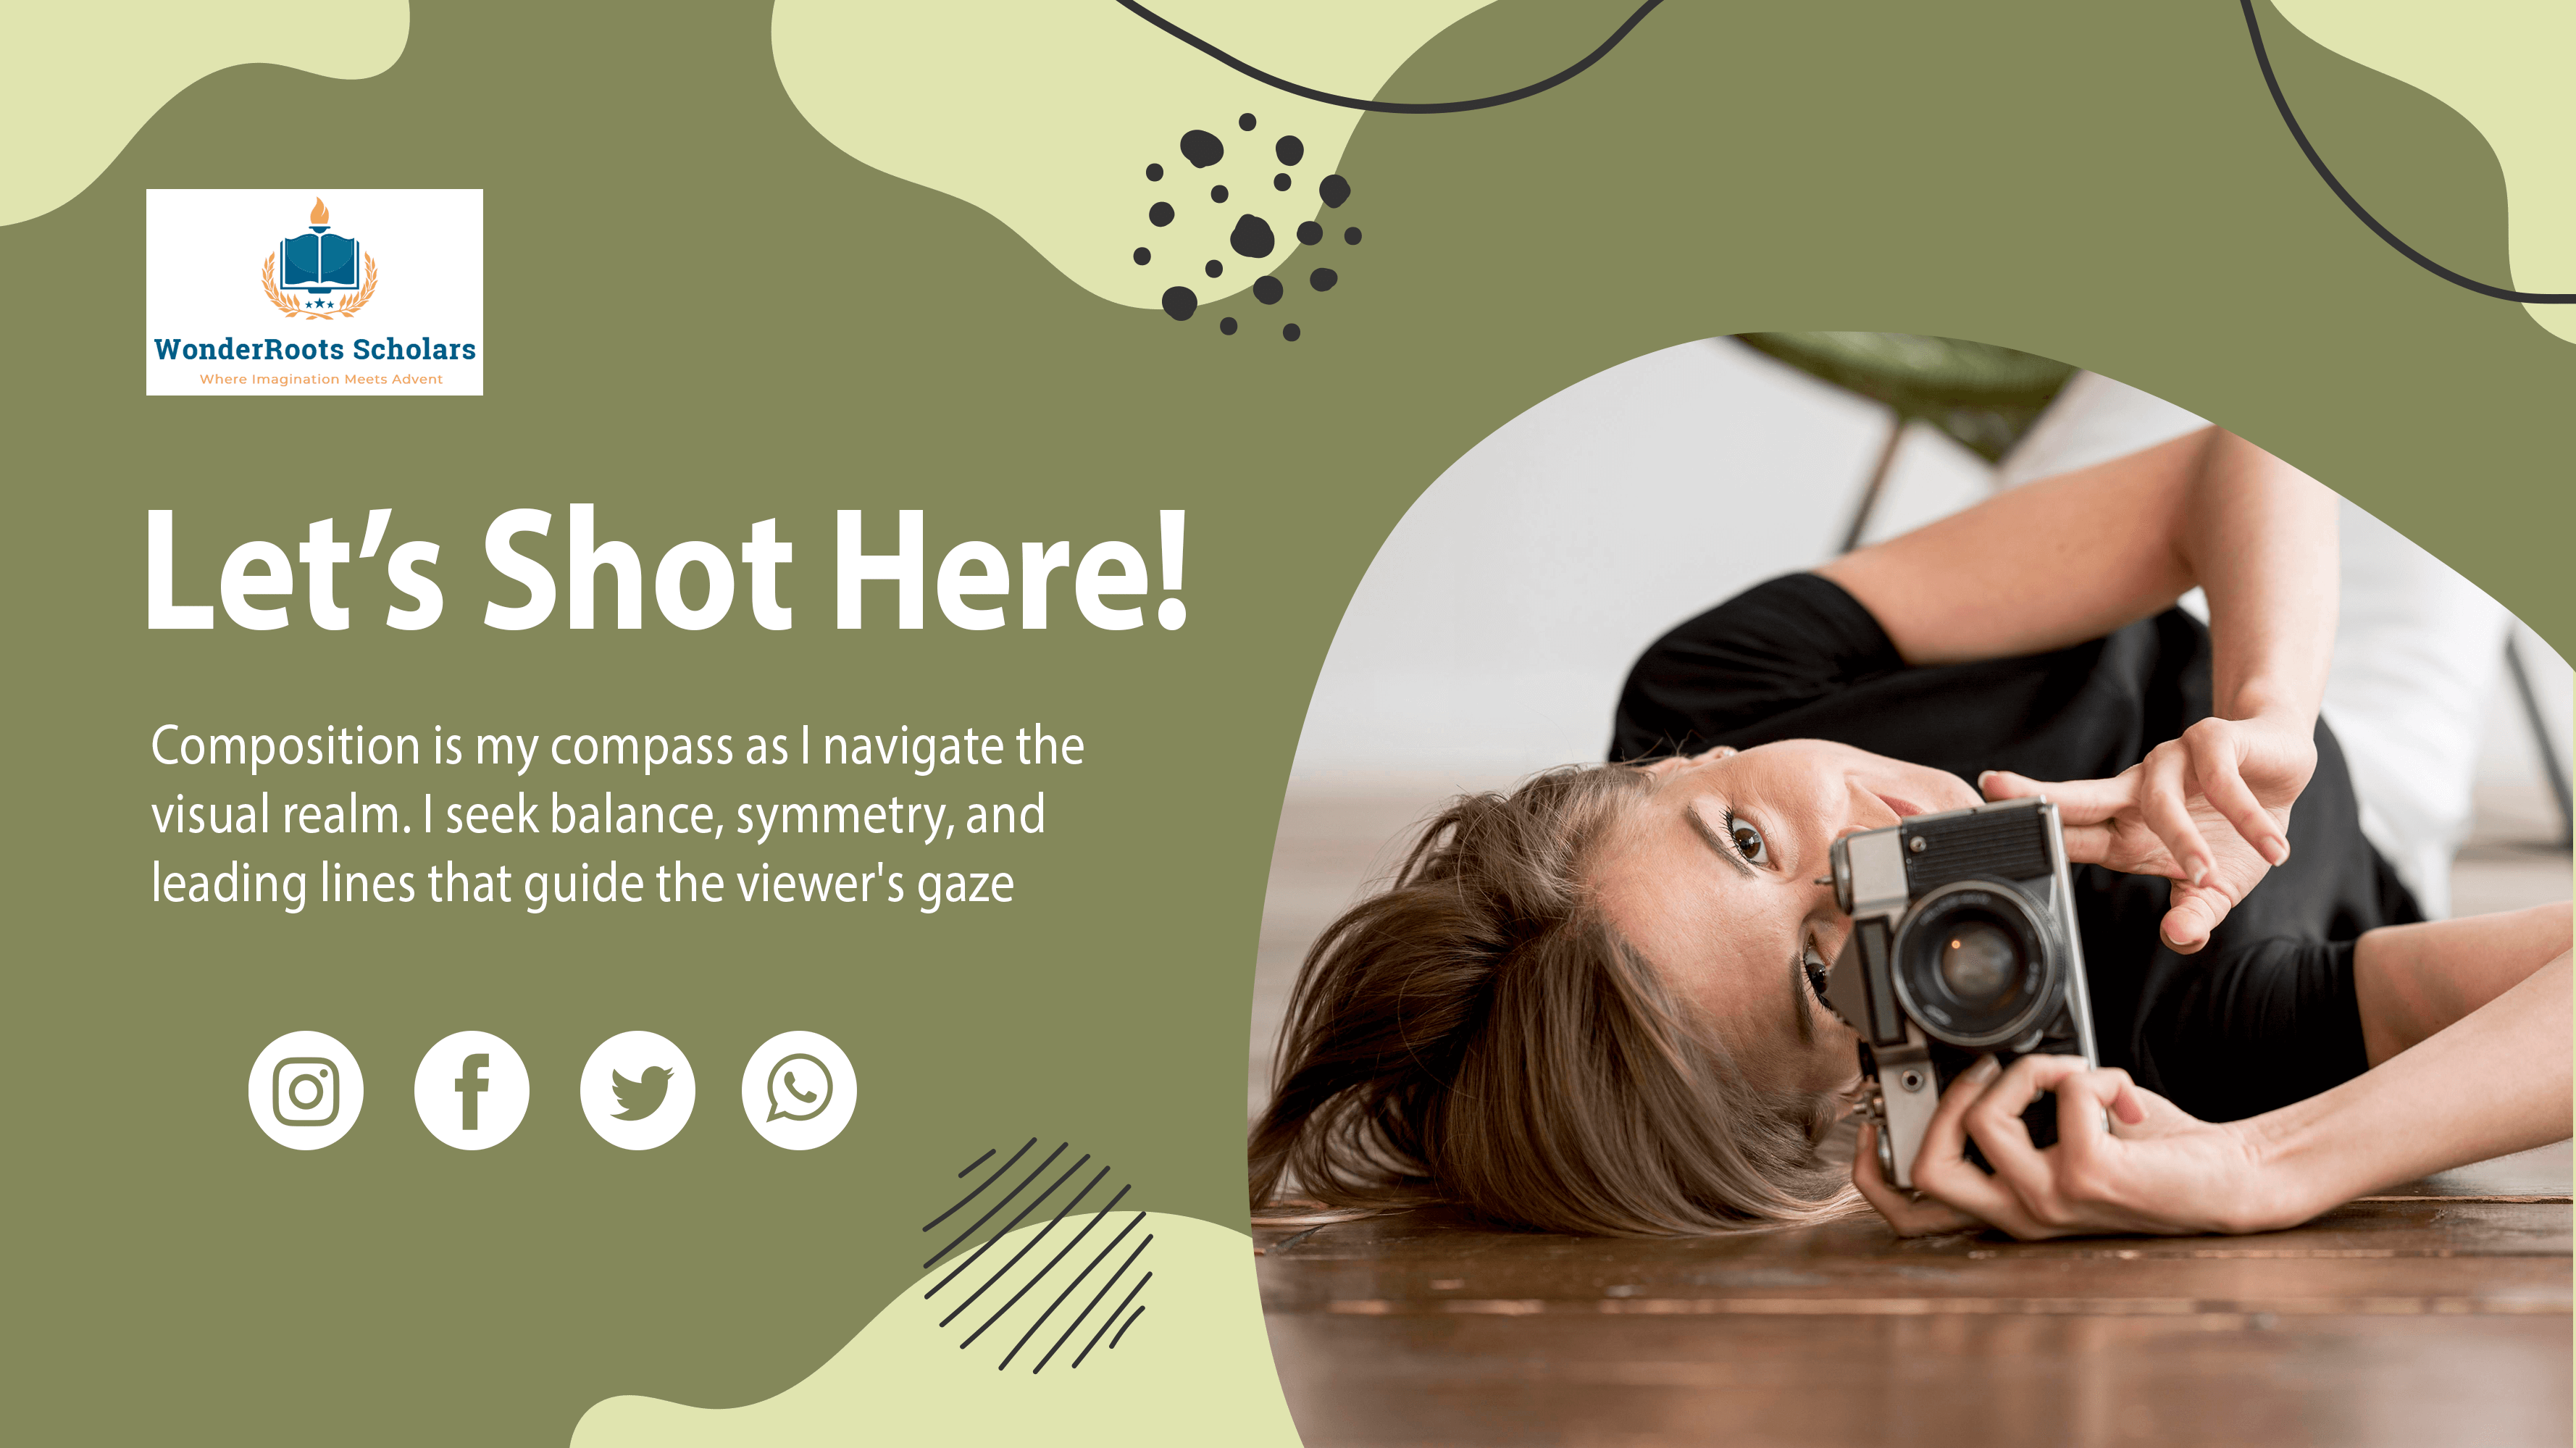 WonderRoots Scholars
Where Imagination Meets Advent
Let’s Shot Here!
Composition is my compass as I navigate the
visual realm. I seek balance, symmetry, and
leading lines that guide the viewer's gaze